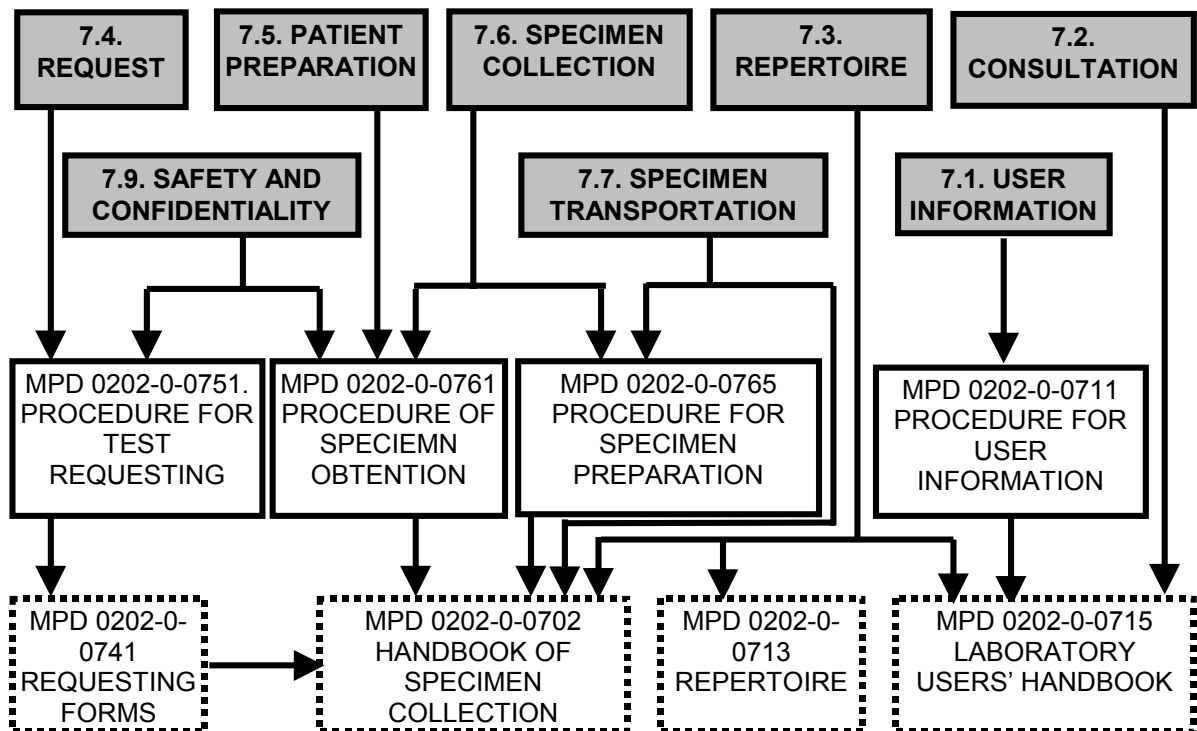 7.4.
REQUEST
7.5. PATIENT
PREPARATION
7.6. SPECIMEN
COLLECTION
7.3.
REPERTOIRE
7.2.
CONSULTATION
7.9. SAFETY AND
CONFIDENTIALITY
7.7. SPECIMEN
TRANSPORTATION
7.1. USER
INFORMATION
MPD 0202-0-0751.
PROCEDURE FOR
TEST
REQUESTING
MPD 0202-0-0761
PROCEDURE OF
SPECIEMN
OBTENTION
MPD 0202-0-0765
PROCEDURE FOR
SPECIMEN
PREPARATION
MPD 0202-0-0711
PROCEDURE FOR
USER
INFORMATION
MPD 0202-0-
0741
REQUESTING
FORMS
MPD 0202-0-0702
HANDBOOK OF
SPECIMEN
COLLECTION
MPD 0202-0-
0713
REPERTOIRE
MPD 0202-0-0715
LABORATORY
USERS’ HANDBOOK